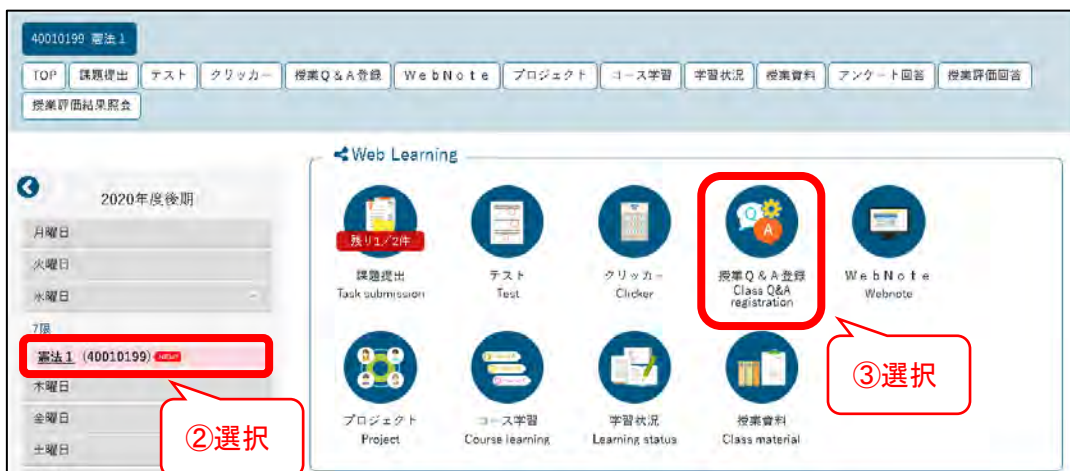 40010199 憲法1
TOP 課題提出 テスト クリッカー 授業Q&A登録 WebNote プロジェクト コース学習 学習状況 授業資料 アンケート回答 授業評価回答
授業評価結果照会
Web Learning
2020年度後期
月曜日
火曜日
水曜日
7限
憲法1 (40010199)
木曜日
金曜日
土曜日
②選択
残り1/2件
課題提出
Task submission
テスト
Test
クリッカー
Clicker
Q
A
授業Q&A登録
Class Q&A
registration
WebNote
Webnote
プロジェクト
Project
コース学習
Course learning
学習状況
Learning status
授業資料
Class material
③選択